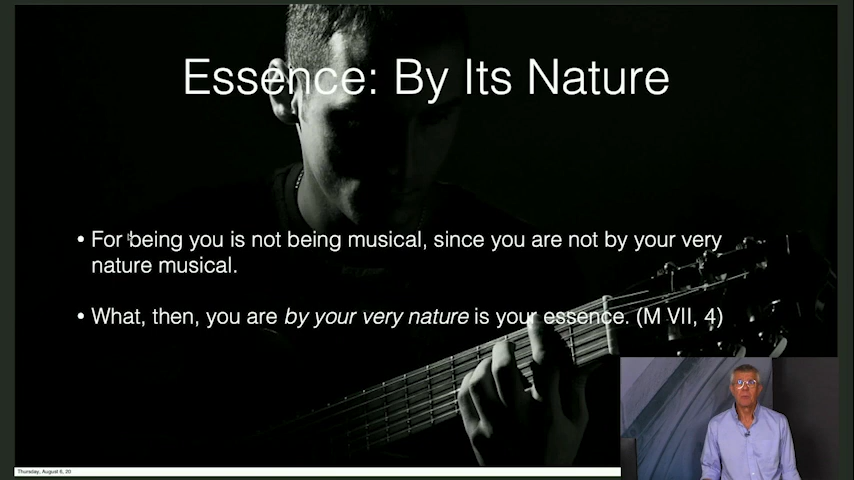 Essence: By Its Nature
• For being you is not being musical, since you are not by your very
nature musical.
• What, then, you are by your very nature is your essence. (M VII, 4)
Thursday, August 6, 20